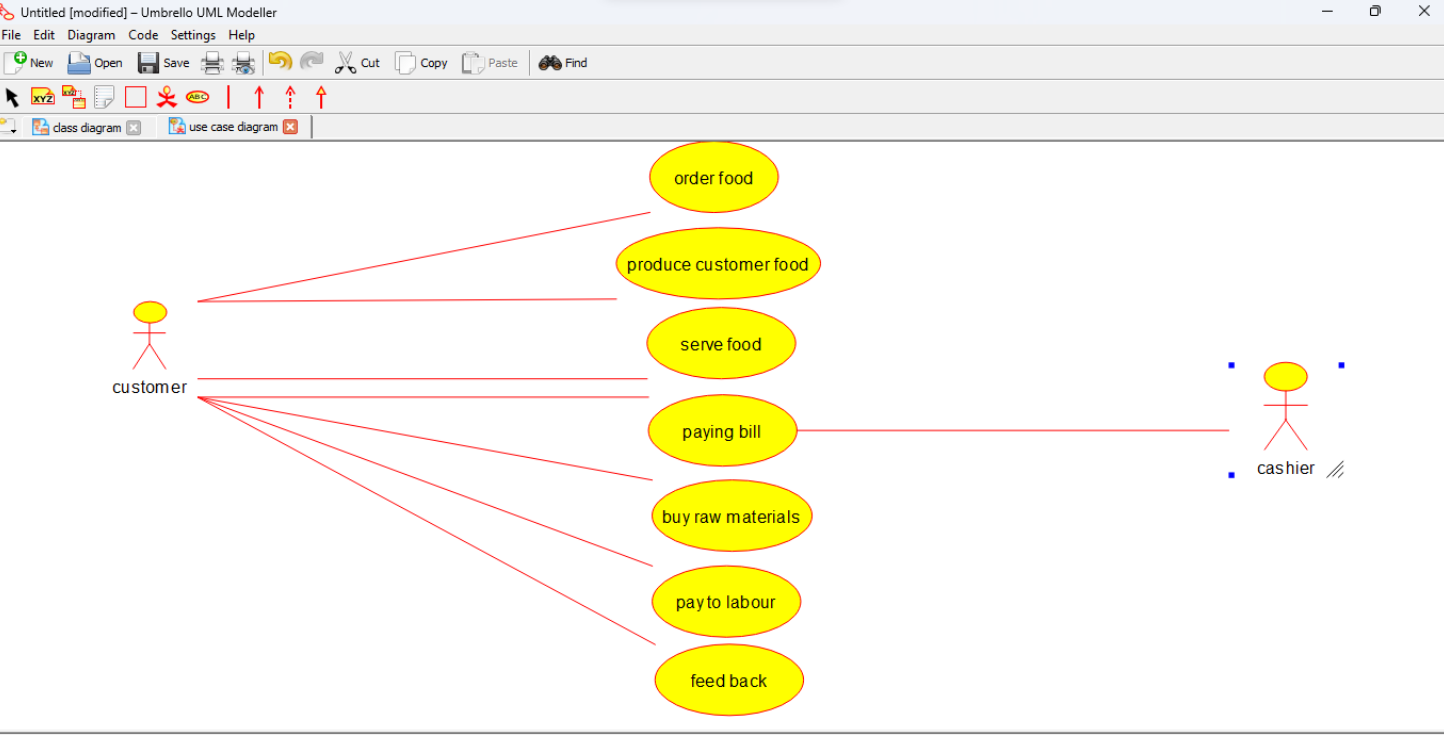 Untitled [modified] – Umbrello UML Modeller
File Edit Diagram Code Settings Help
New Open Save Cut Copy Paste Find
XYZ ABC
class diagram use case diagram
order food
produce customer food
serve food
customer
paying bill
cashier
buy raw materials
pay to labour
feed back